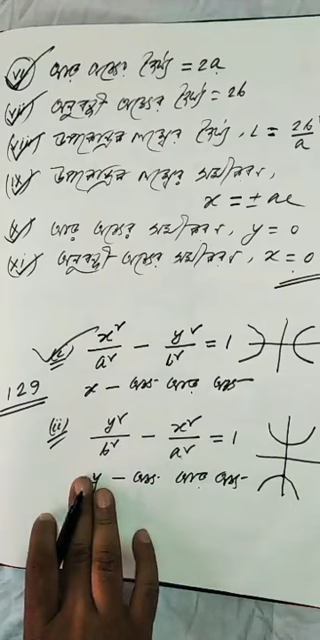 (vi) আড় অক্ষের দৈর্ঘ্য = 2a
(vii) অনুবন্ধী অক্ষের দৈর্ঘ্য = 2b
(viii) উপকেন্দ্রিক লম্বের দৈর্ঘ্য, L = 2b²/a
(ix) উপকেন্দ্রিক লম্বের সমীকরণ,
x = ± ae
(x) আড় অক্ষের সমীকরণ, y = 0
(xi) অনুবন্ধী অক্ষের সমীকরণ, x = 0
x²/a² - y²/b² = 1
129 x - অক্ষ আড় অক্ষ
(ii) y²/b² - x²/a² = 1
y - অক্ষ আড় অক্ষ